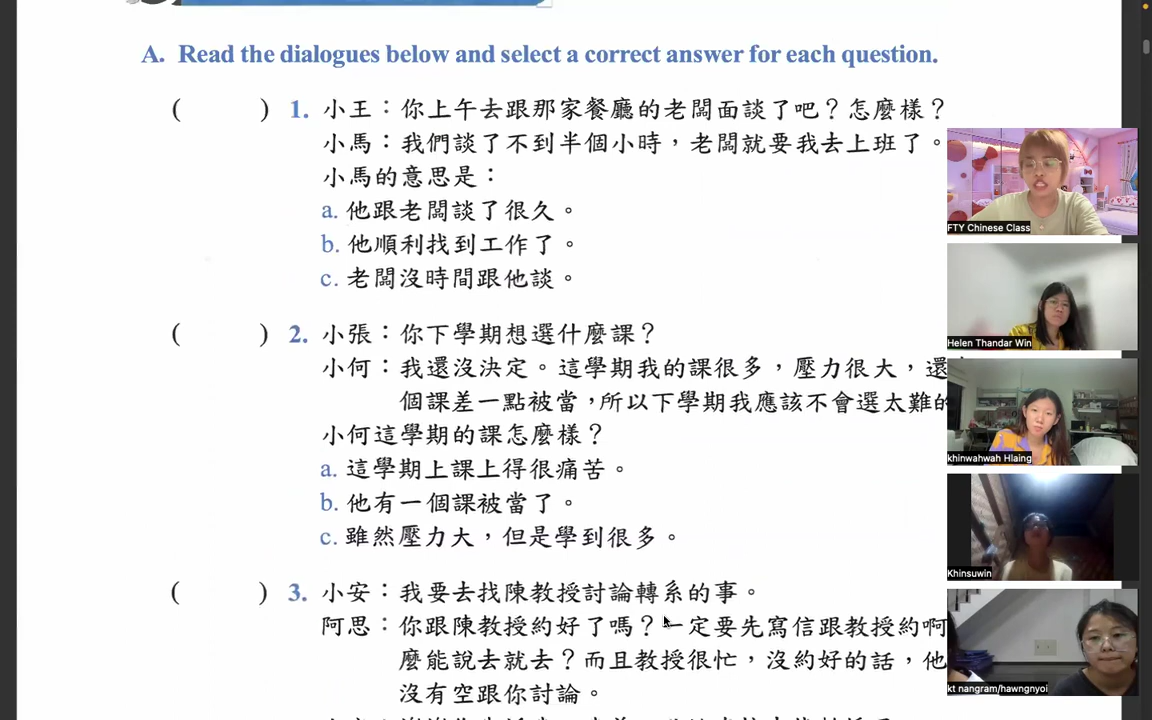 A. Read the dialogues below and select a correct answer for each question.
( ) 1. 小王：你上午去跟那家餐廳的老闆面談了吧？怎麼樣？
小馬：我們談了不到半個小時，老闆就要我去上班了。
小馬的意思是：
a. 他跟老闆談了很久。
b. 他順利找到工作了。
c. 老闆沒時間跟他談。
( ) 2. 小張：你下學期想選什麼課？
小何：我還沒決定。這學期我的課很多，壓力很大，還
個課差一點被當，所以下學期我應該不會選太難的
小何這學期的課怎麼樣？
a. 這學期上課上得很痛苦。
b. 他有一個課被當了。
c. 雖然壓力大，但是學到很多。
( ) 3. 小安：我要去找陳教授討論轉系的事。
阿思：你跟陳教授約好了嗎？一定要先寫信跟教授約啊
麼能說去就去？而且教授很忙，沒約好的話，他
沒有空跟你討論。
FTY Chinese Class
Helen Thandar Win
khinwahwah Hlaing
Khinsuwin
kt nangram/hawngnyoi